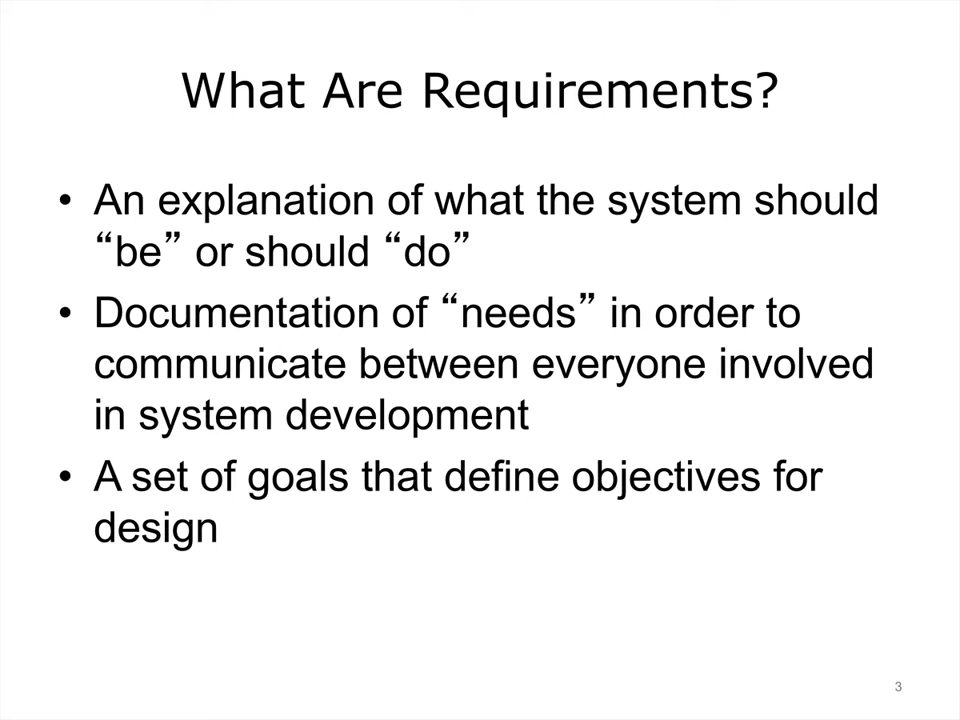 What Are Requirements?
• An explanation of what the system should
“be” or should “do”
• Documentation of “needs” in order to
communicate between everyone involved
in system development
• A set of goals that define objectives for
design
3